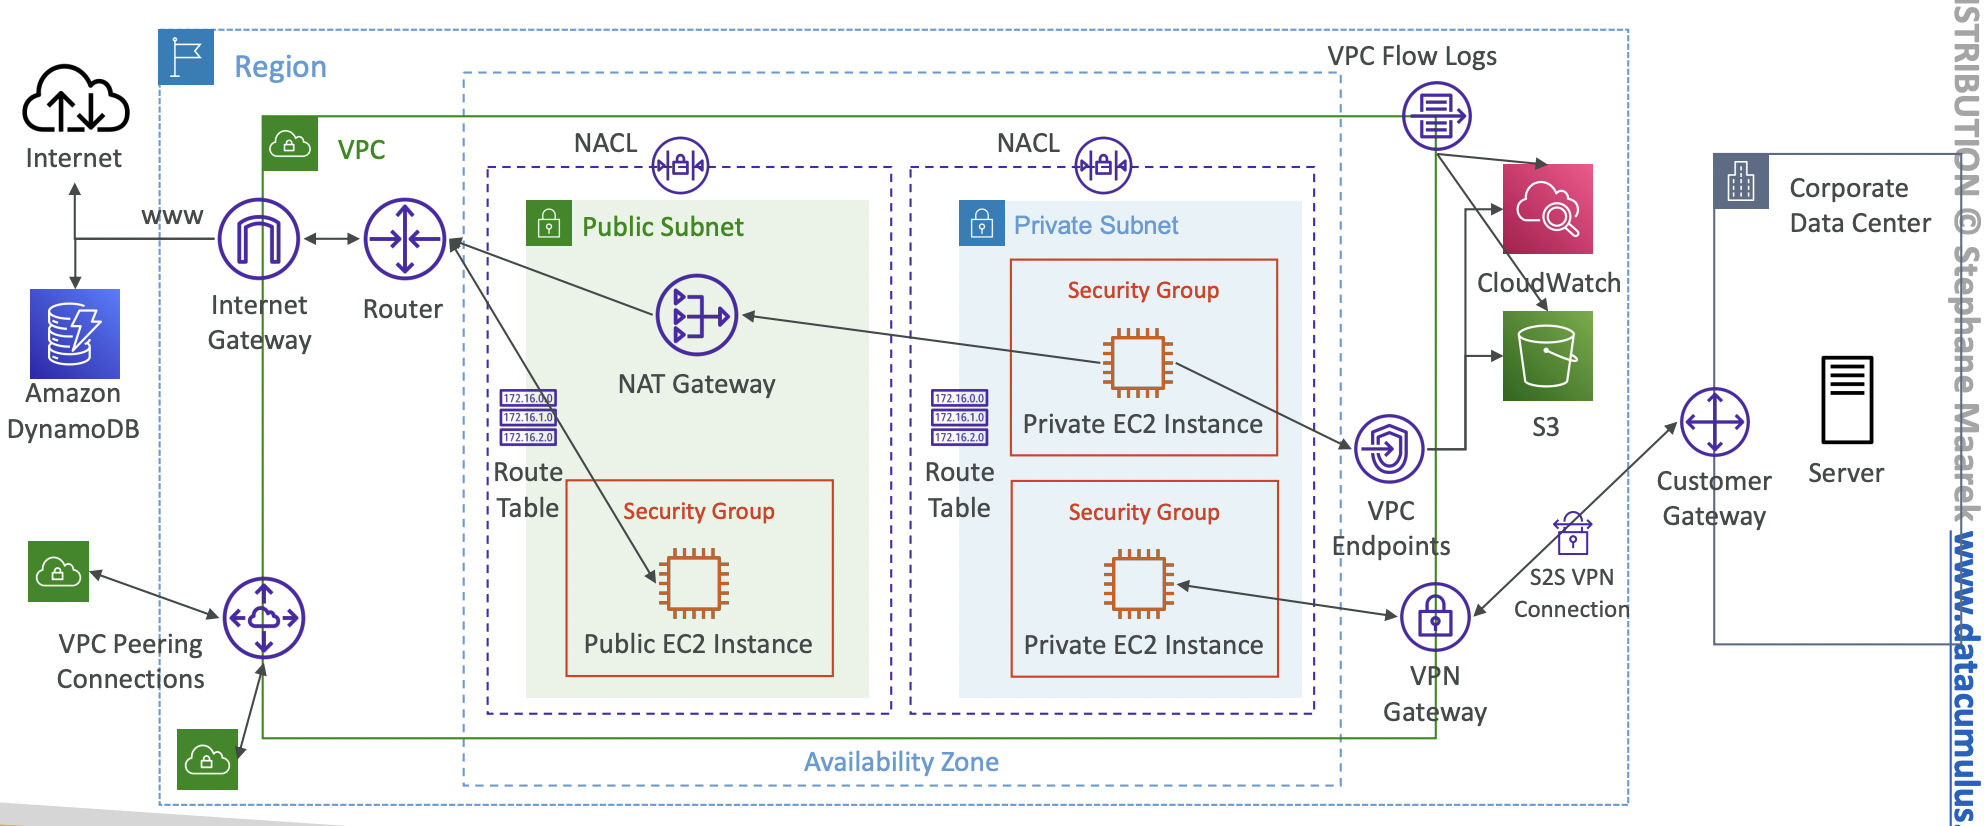 Region
VPC Flow Logs
Internet
VPC
NACL
NACL
www
Public Subnet
Private Subnet
Corporate
Data Center
Internet
Gateway
Router
Security Group
CloudWatch
Amazon
DynamoDB
NAT Gateway
172.16.0.0
172.16.1.0
172.16.2.0
Route
Table
172.16.0.0
172.16.1.0
172.16.2.0
Route
Table
Private EC2 Instance
S3
Server
Customer
Gateway
Security Group
Security Group
VPC
Endpoints
S2S VPN
Connection
Public EC2 Instance
Private EC2 Instance
VPC Peering
Connections
VPN
Gateway
Availability Zone
STRIBUTION © Stephane Maarek www.datacumulus.